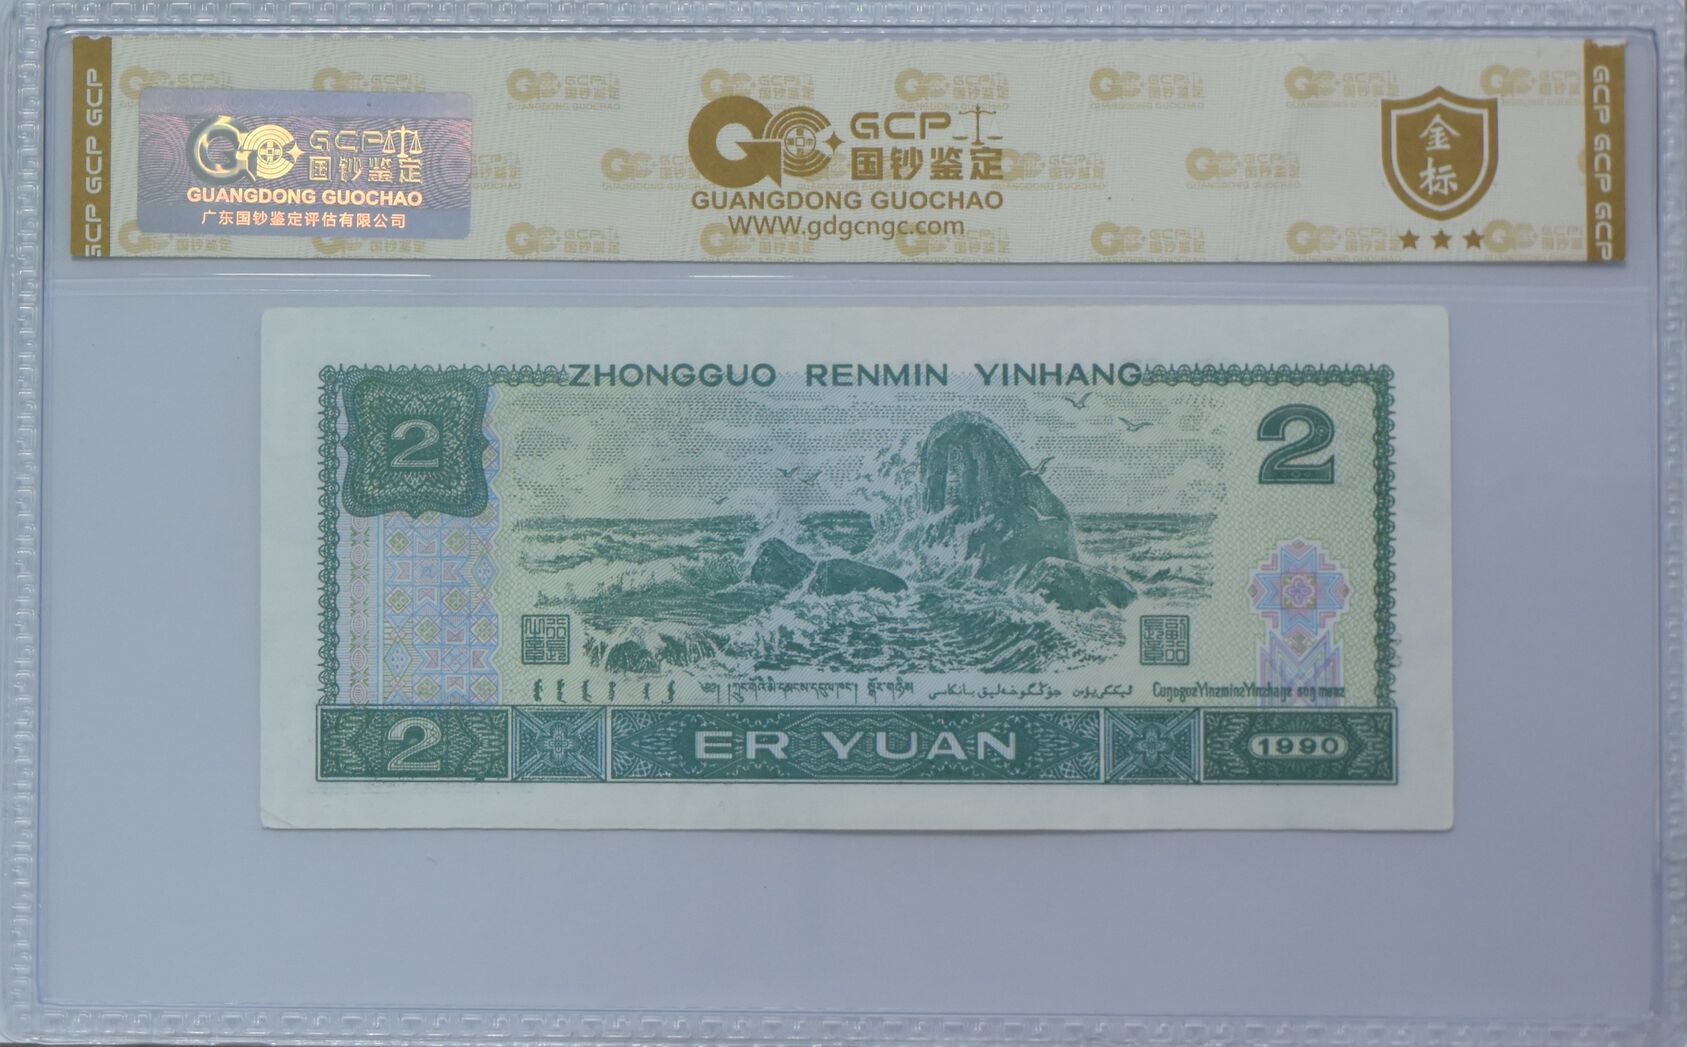 GCP GCP GCP
GCP
国钞鉴定
GUANGDONG GUOCHAO
广东国钞鉴定评估有限公司
GCP
国钞鉴定
GUANGDONG GUOCHAO
WWW.gdgcngc.com
金标
GCP GCP GCP
ZHONGGUO RENMIN YINHANG
2
2
2
ER YUAN
1990